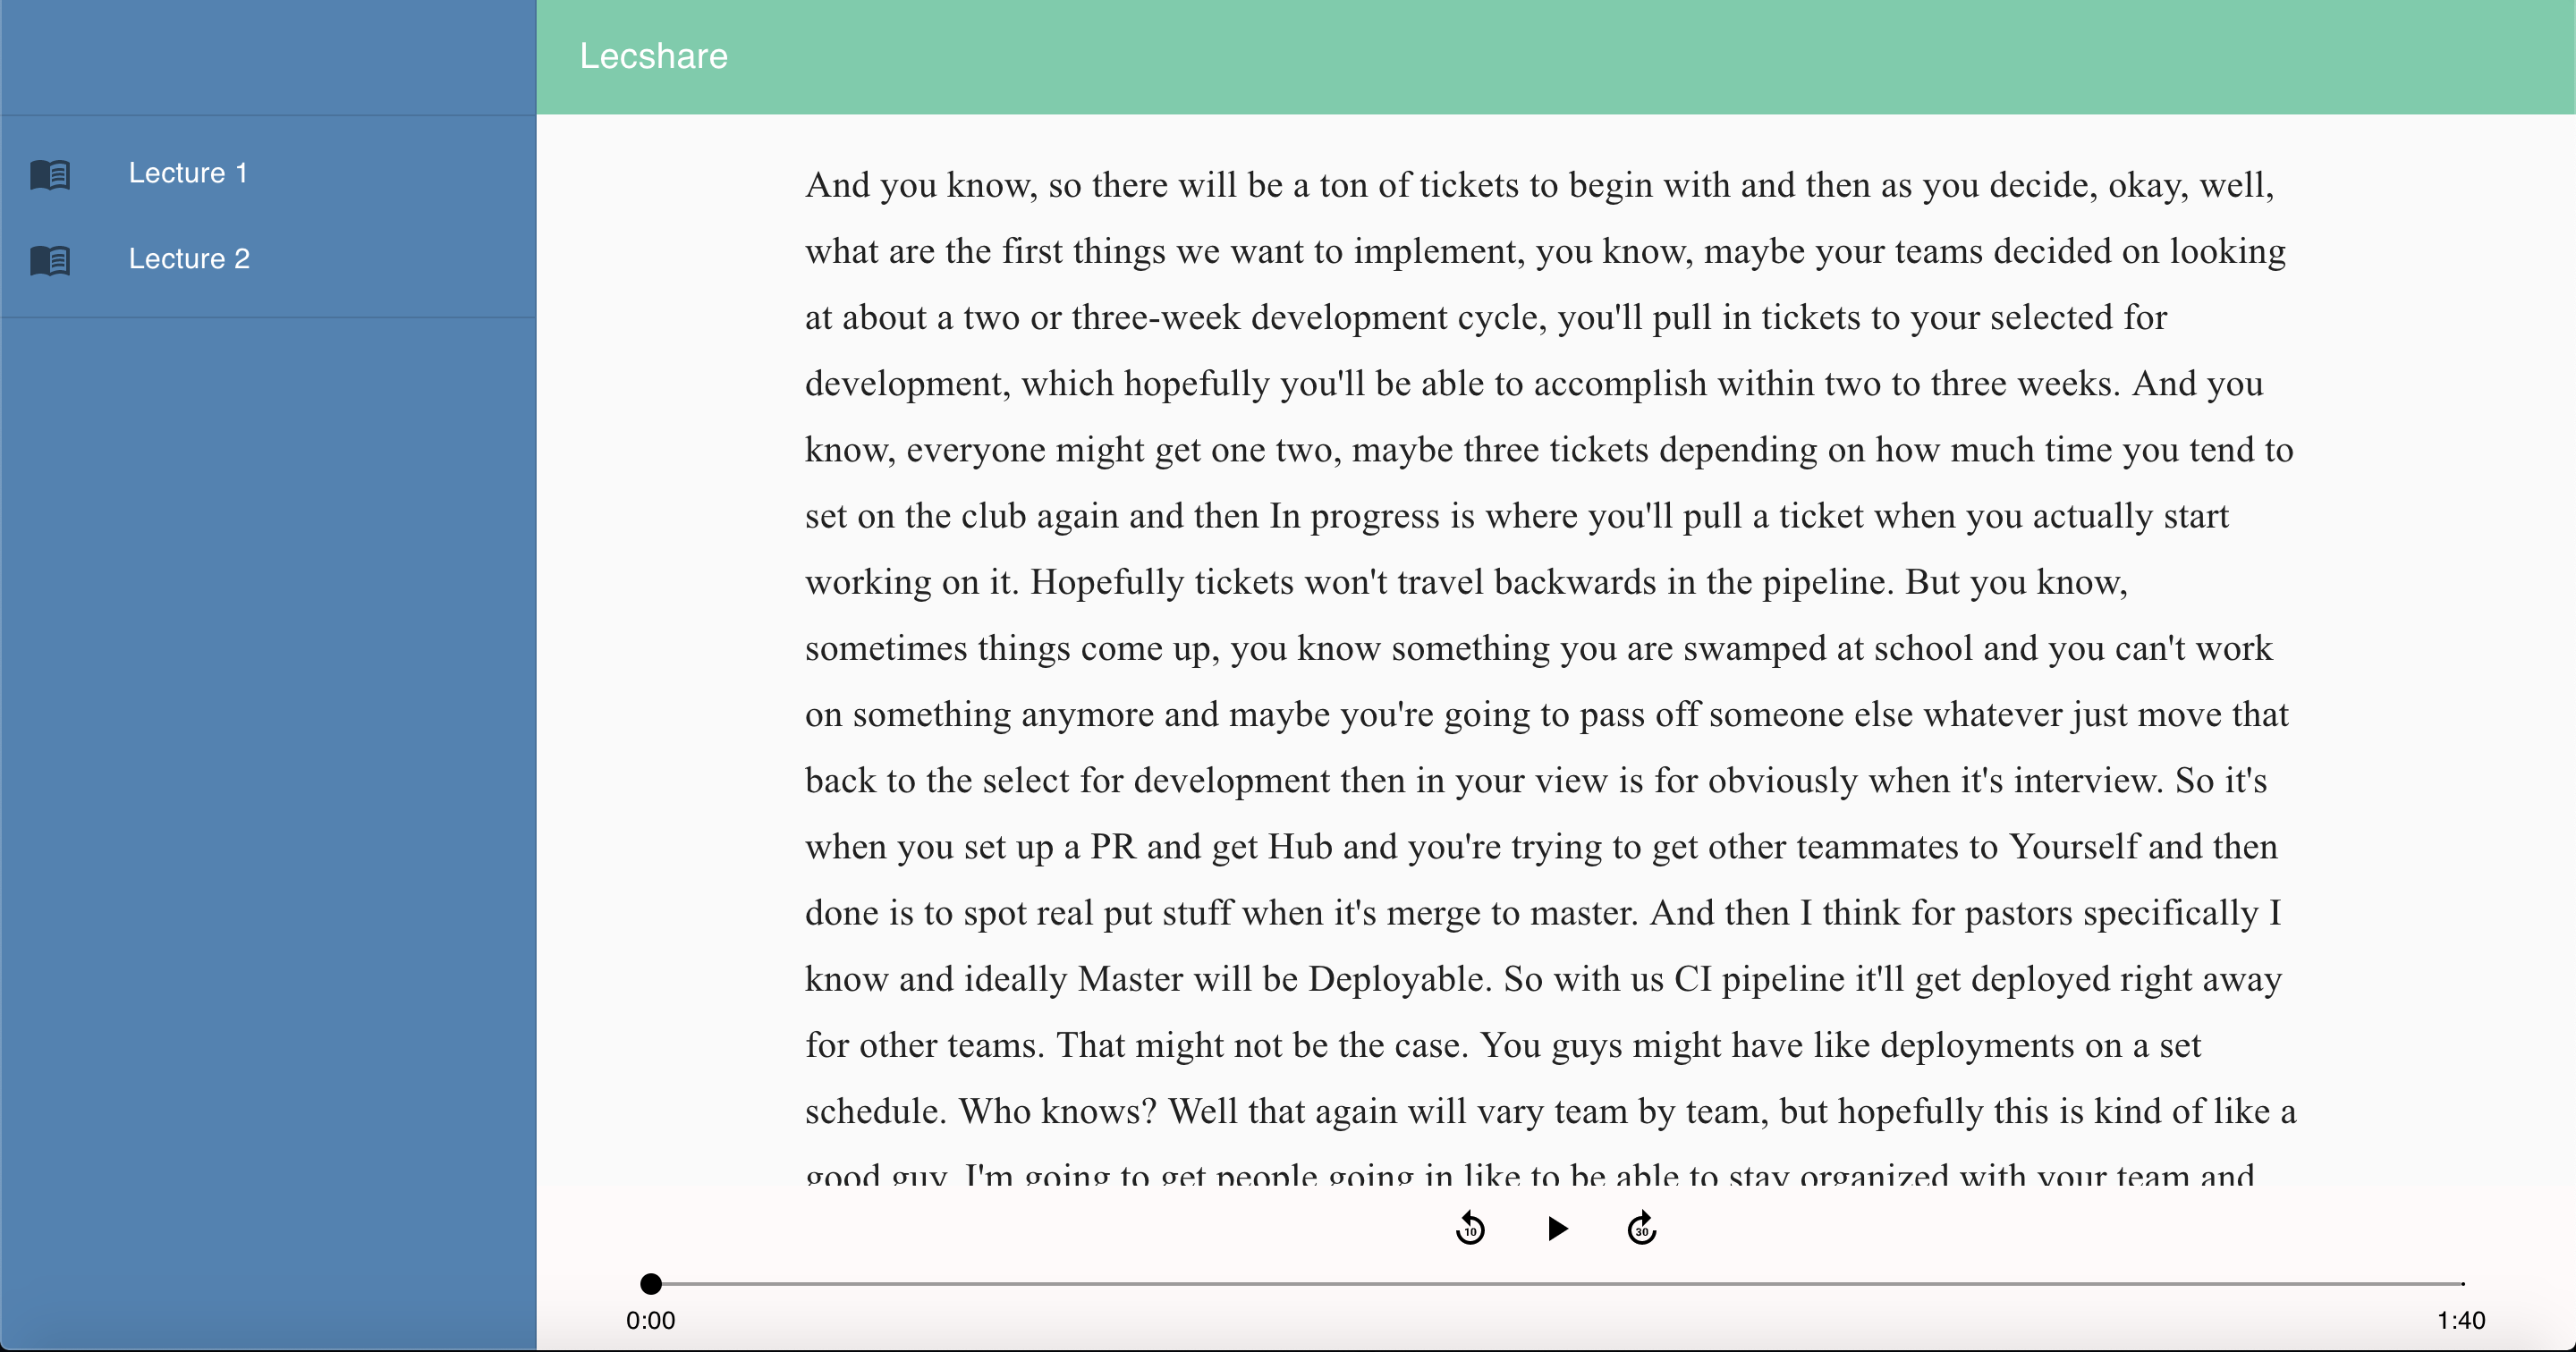 Lecshare
Lecture 1
Lecture 2
And you know, so there will be a ton of tickets to begin with and then as you decide, okay, well,
what are the first things we want to implement, you know, maybe your teams decided on looking
at about a two or three-week development cycle, you'll pull in tickets to your selected for
development, which hopefully you'll be able to accomplish within two to three weeks. And you
know, everyone might get one two, maybe three tickets depending on how much time you tend to
set on the club again and then In progress is where you'll pull a ticket when you actually start
working on it. Hopefully tickets won't travel backwards in the pipeline. But you know,
sometimes things come up, you know something you are swamped at school and you can't work
on something anymore and maybe you're going to pass off someone else whatever just move that
back to the select for development then in your view is for obviously when it's interview. So it's
when you set up a PR and get Hub and you're trying to get other teammates to Yourself and then
done is to spot real put stuff when it's merge to master. And then I think for pastors specifically I
know and ideally Master will be Deployable. So with us CI pipeline it'll get deployed right away
for other teams. That might not be the case. You guys might have like deployments on a set
schedule. Who knows? Well that again will vary team by team, but hopefully this is kind of like a
good guy. I'm going to get people going in like to be able to stay organized with your team and
10
30
0:00
1:40